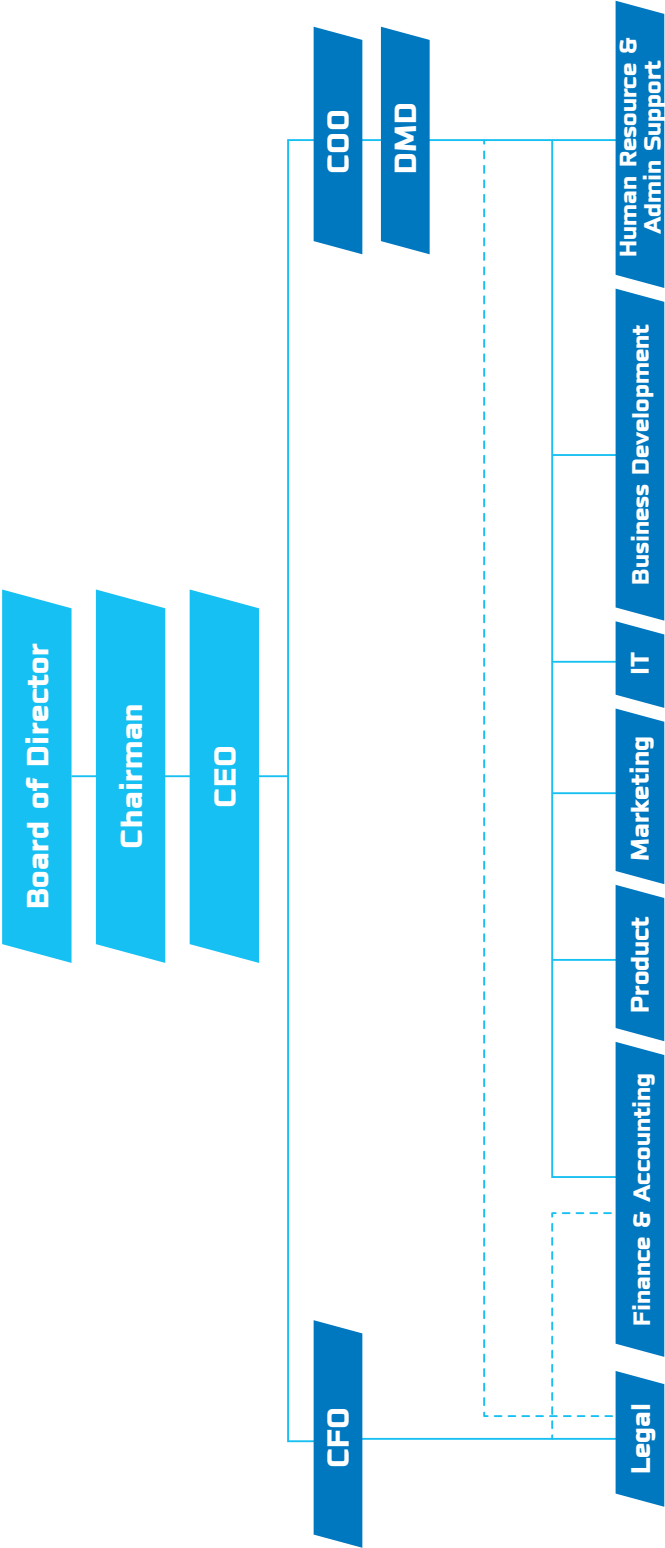 Board of Director
Chairman
CEO
CFO
COO
DMD
Legal
Finance & Accounting
Product
Marketing
IT
Business Development
Human Resource &
Admin Support